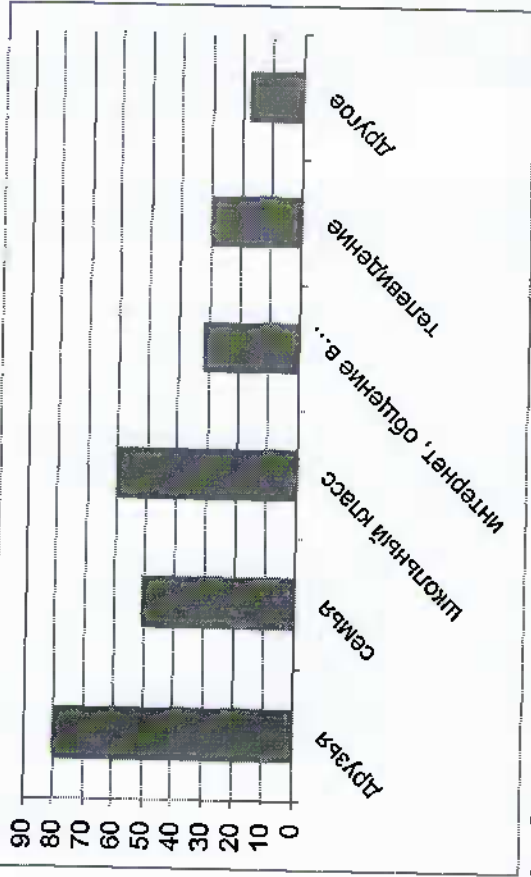 90
80
70
60
50
40
30
20
10
0
друзья
семья
школьный класс
интернет, общение в...
телевидение
другое